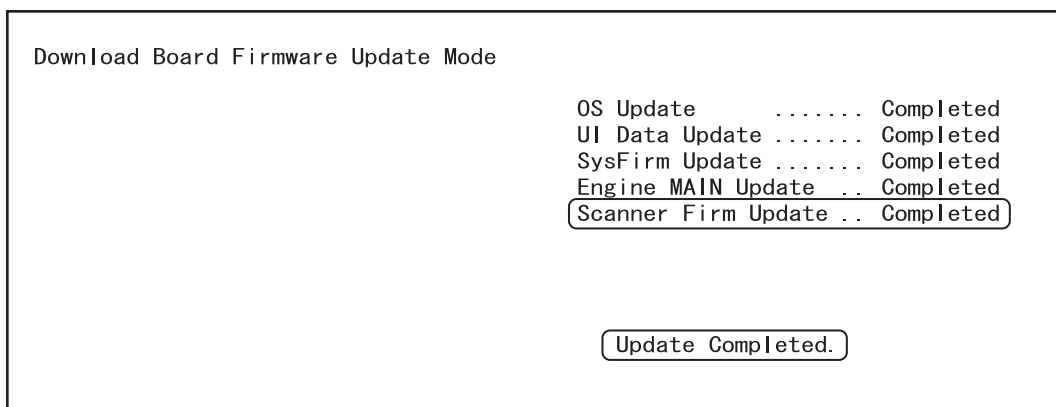 Download Board Firmware Update Mode
OS Update ....... Completed
UI Data Update ....... Completed
SysFirm Update ....... Completed
Engine MAIN Update .. Completed
Scanner Firm Update .. Completed
Update Completed.